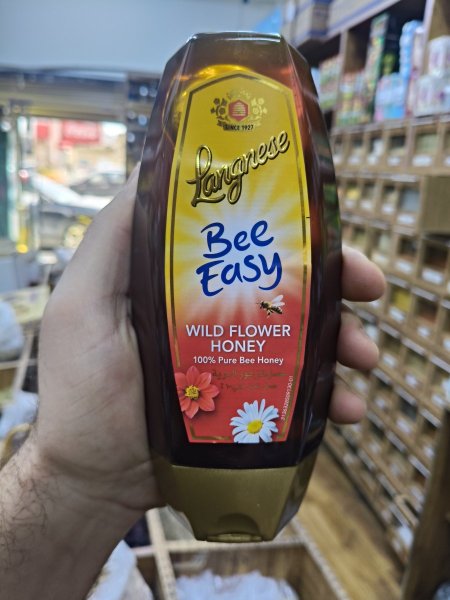 SINCE 1927
Langnese
Bee
Easy
WILD FLOWER
HONEY
100% Pure Bee Honey